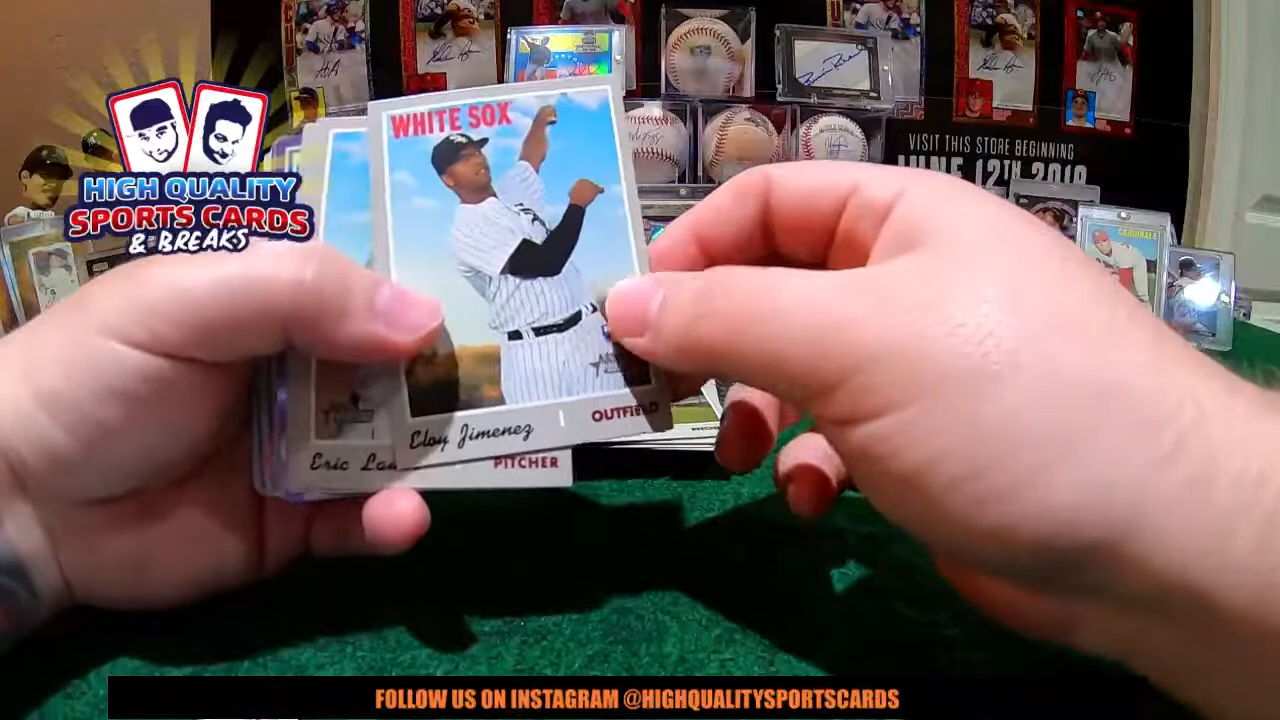 HIGH QUALITY
SPORTS CARDS
& BREAKS
WHITE SOX
Eloy Jimenez
OUTFIELD
Eric
PITCHER
VISIT THIS STORE BEGINNING
JUNE 12TH 2019
CARDINALS
FOLLOW US ON INSTAGRAM @HIGHQUALITYSPORTSCARDS